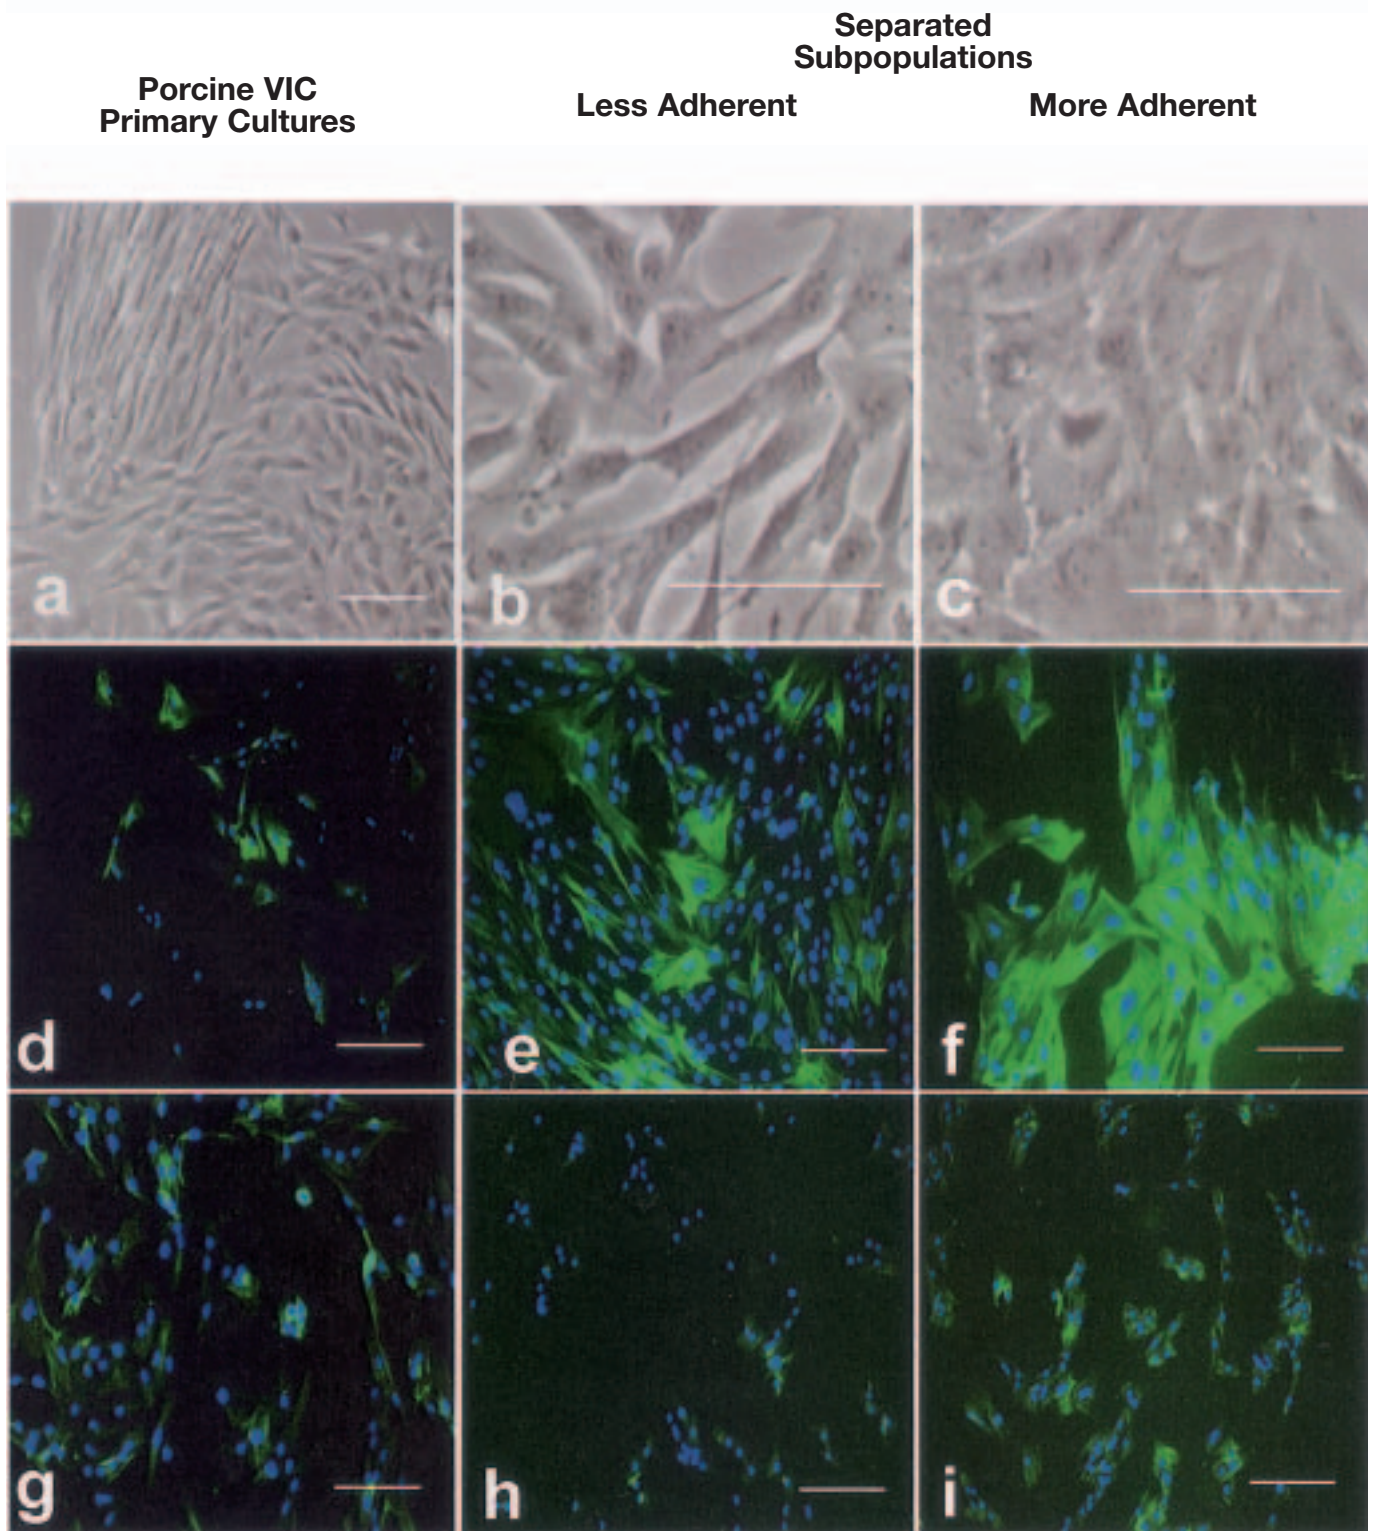 Separated
Subpopulations
Porcine VIC
Primary Cultures
Less Adherent
More Adherent
a
b
c
d
e
f
g
h
i